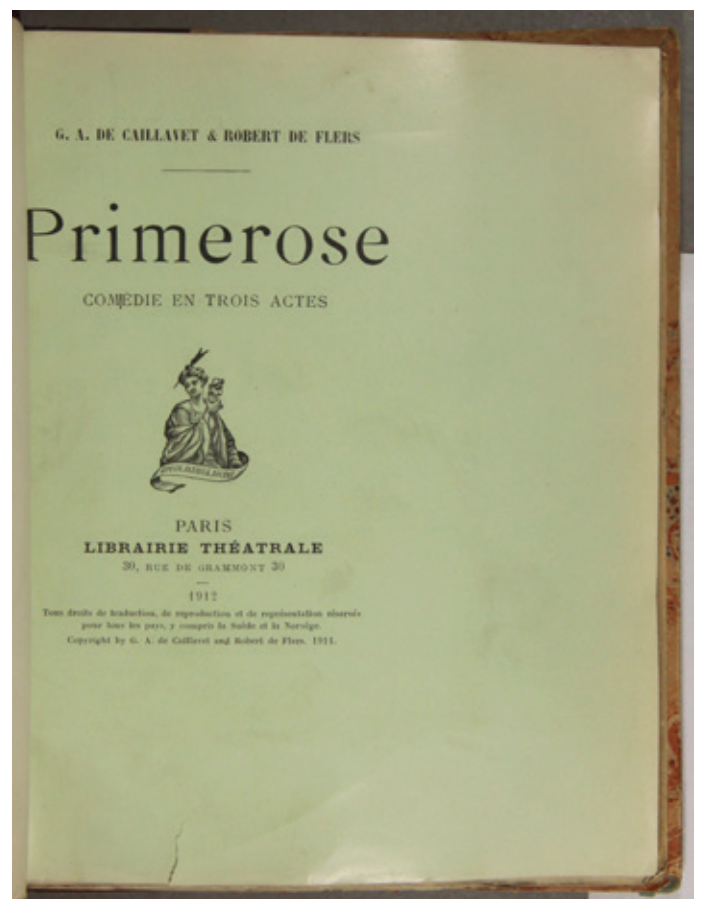 G. A. DE CAILLAVET & ROBERT DE FLERS
Primerose
COMÉDIE EN TROIS ACTES
PARIS
LIBRAIRIE THÉATRALE
30, RUE DE GRAMMONT 30
1912
Tous droits de traduction, de reproduction et de représentation réservés
pour tous les pays, y compris la Suède et la Norvège.
Copyright by G. A. de Caillavet and Robert de Flers. 1911.